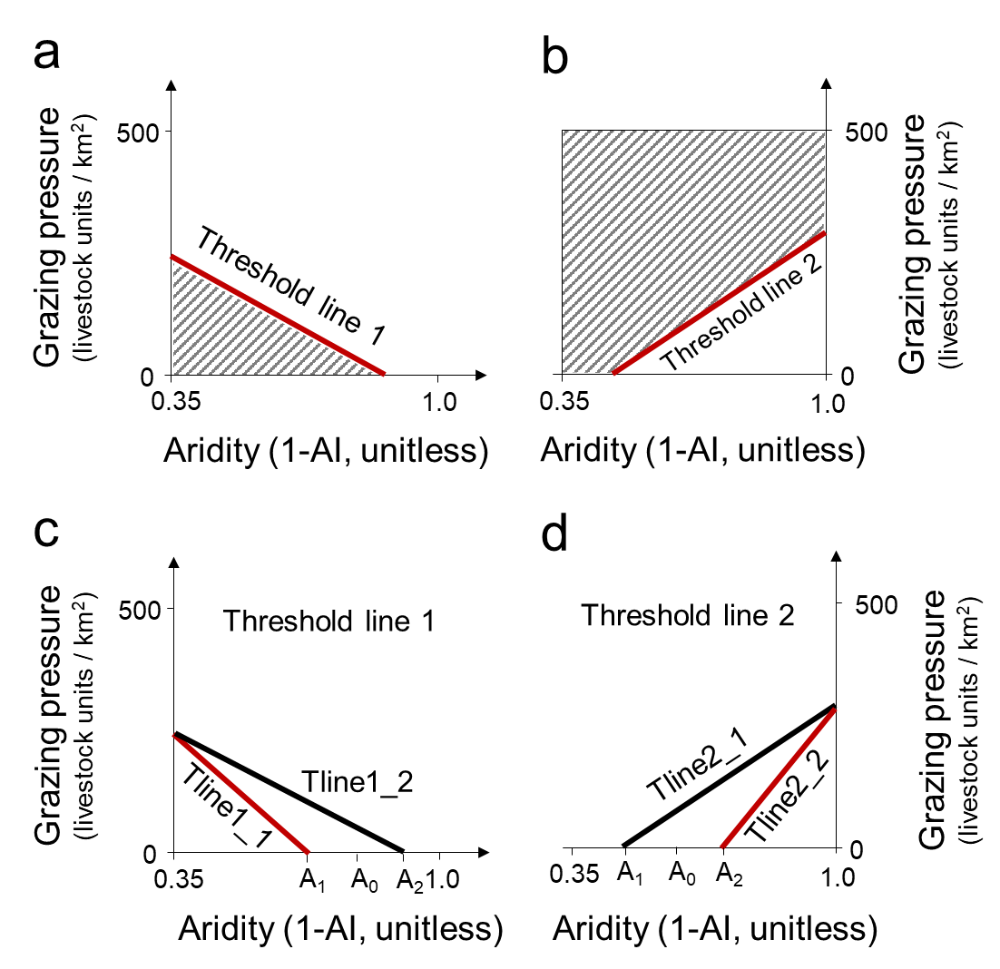 a
Grazing pressure
(livestock units / km²)
500
0
Threshold line 1
0.35
1.0
Aridity (1-AI, unitless)
b
500
0
Grazing pressure
(livestock units / km²)
Threshold line 2
0.35
1.0
Aridity (1-AI, unitless)
c
Grazing pressure
(livestock units / km²)
500
0
Threshold line 1
Tline1_1
Tline1_2
0.35
A₁
A₀
A₂
1.0
Aridity (1-AI, unitless)
d
Threshold line 2
500
0
Grazing pressure
(livestock units / km²)
Tline2_1
Tline2_2
0.35
A₁
A₀
A₂
1.0
Aridity (1-AI, unitless)